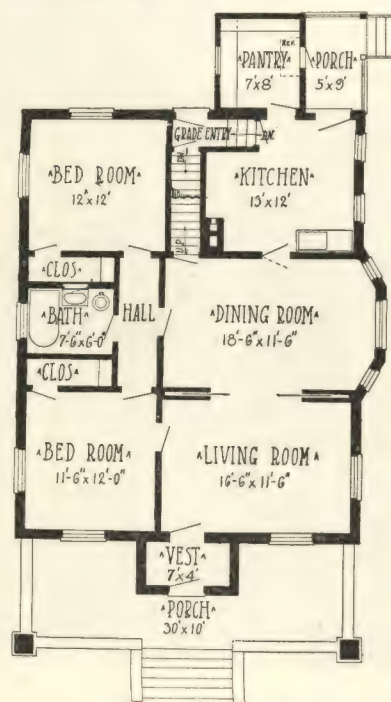 REF.
PANTRY
7'x8'
PORCH
5'x9'
GRADE ENTRY
DN.
DN.
BED ROOM
12'x12'
KITCHEN
13'x12'
UP
CLOS
BATH
7'-6"x6'-0"
HALL
DINING ROOM
18'-6"x11'-6"
CLOS
BED ROOM
11'-6"x12'-0"
LIVING ROOM
16'-6"x11'-6"
VEST
7'x4'
PORCH
30'x10'